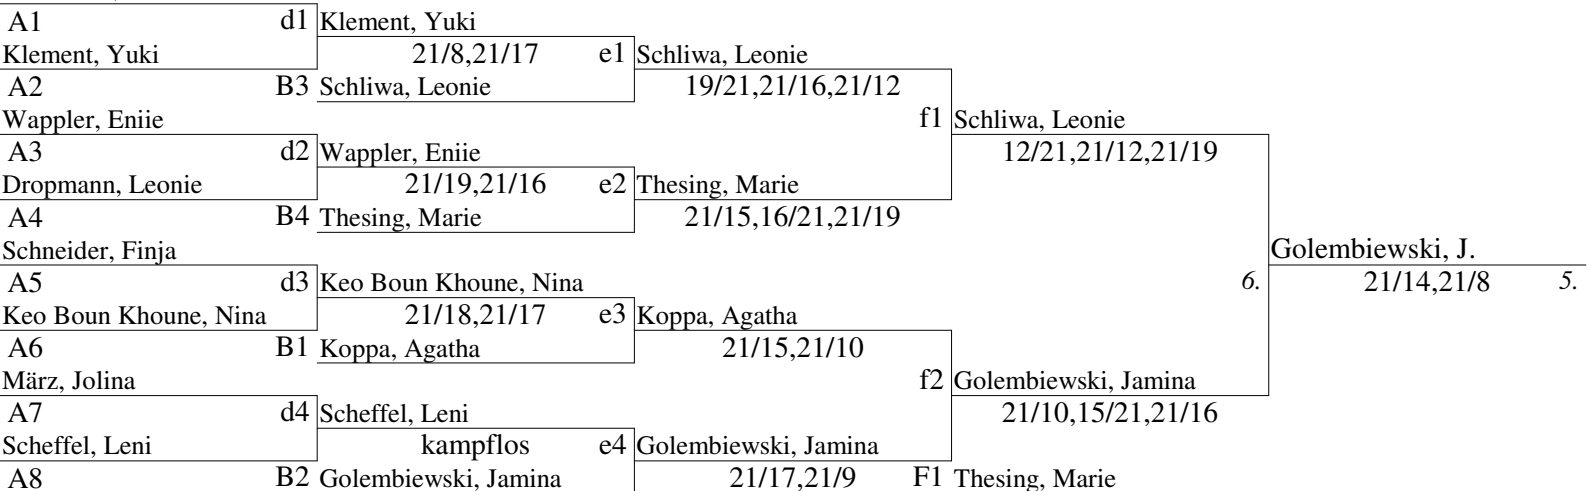 A1 d1 Klement, Yuki
Klement, Yuki 21/8,21/17 e1 Schliwa, Leonie
A2 B3 Schliwa, Leonie 19/21,21/16,21/12
Wappler, Eniie f1 Schliwa, Leonie
A3 d2 Wappler, Eniie 12/21,21/12,21/19
Dropmann, Leonie 21/19,21/16 e2 Thesing, Marie
A4 B4 Thesing, Marie 21/15,16/21,21/19
Schneider, Finja Golembiewski, J.
A5 d3 Keo Boun Khoune, Nina 6. 21/14,21/8 5.
Keo Boun Khoune, Nina 21/18,21/17 e3 Koppa, Agatha
A6 B1 Koppa, Agatha 21/15,21/10
März, Jolina f2 Golembiewski, Jamina
A7 d4 Scheffel, Leni 21/10,15/21,21/16
Scheffel, Leni kampflos e4 Golembiewski, Jamina
A8 B2 Golembiewski, Jamina 21/17,21/9 F1 Thesing, Marie